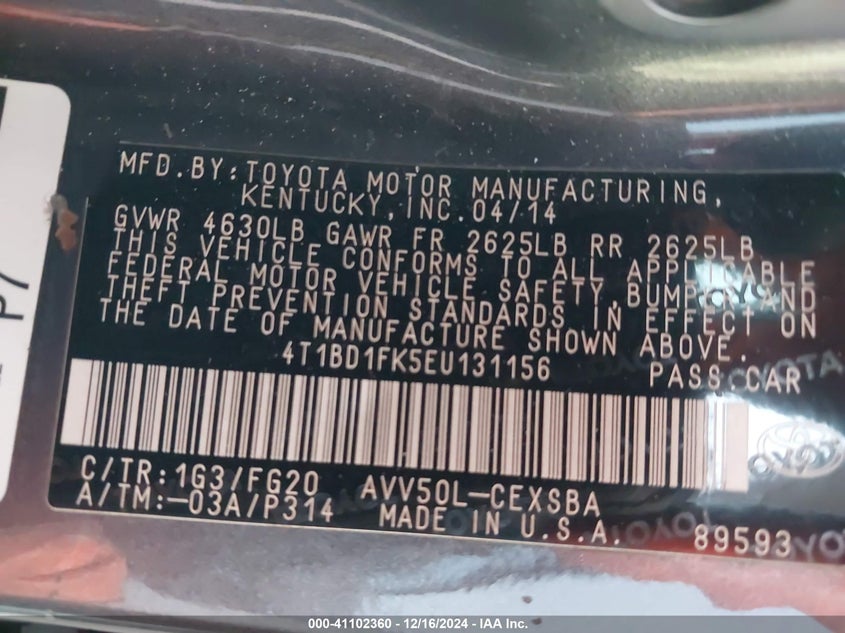 MFD.BY:TOYOTA MOTOR MANUFACTURING,
KENTUCKY,INC.04/14
GVWR 4630LB GAWR FR 2625LB RR 2625LB
THIS VEHICLE CONFORMS TO ALL APPLICABLE
FEDERAL MOTOR VEHICLE SAFETY,BUMPER,AND
THEFT PREVENTION STANDARDS IN EFFECT ON
THE DATE OF MANUFACTURE SHOWN ABOVE.
4T1BD1FK5EU131156 PASS.CAR
C/TR:1G3/FG20 AVV50L-CEXSBA
A/TM:-03A/P314 MADE IN U.S.A. 89593
P7
TOYOTA
000-41102360 – 12/16/2024 – IAA Inc.